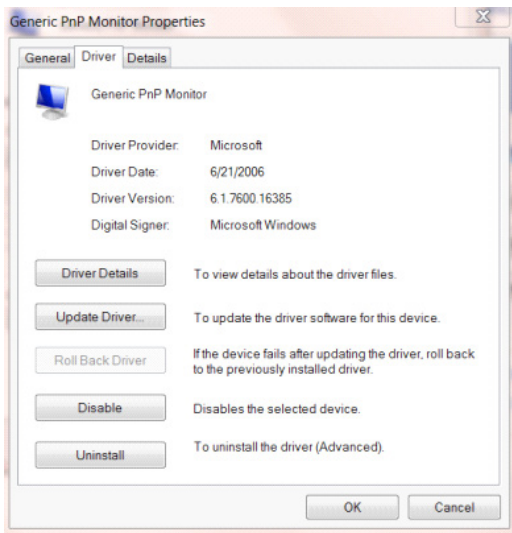 Generic PnP Monitor Properties
General Driver Details
Generic PnP Monitor
Driver Provider: Microsoft
Driver Date: 6/21/2006
Driver Version: 6.1.7600.16385
Digital Signer: Microsoft Windows
Driver Details To view details about the driver files.
Update Driver... To update the driver software for this device.
Roll Back Driver If the device fails after updating the driver, roll back
to the previously installed driver.
Disable Disables the selected device.
Uninstall To uninstall the driver (Advanced).
OK Cancel